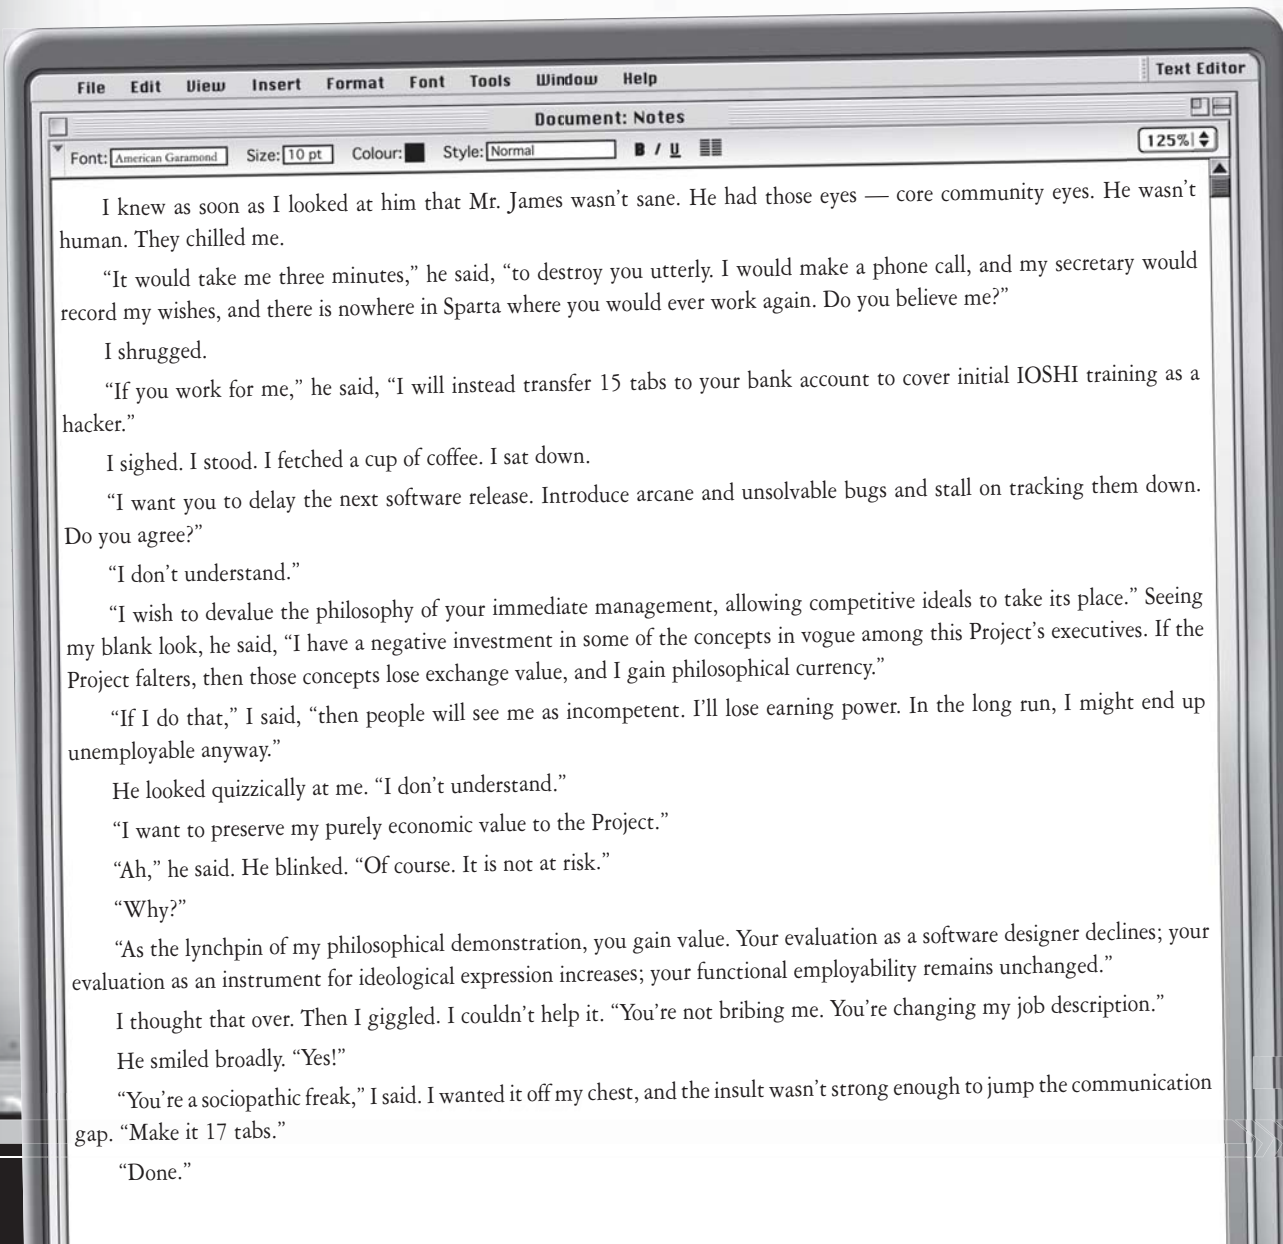 File Edit View Insert Format Font Tools Window Help
Text Editor
Document: Notes
Font: American Garamond Size: 10 pt Colour: Style: Normal B I U 125%
I knew as soon as I looked at him that Mr. James wasn’t sane. He had those eyes — core community eyes. He wasn’t
human. They chilled me.
“It would take me three minutes,” he said, “to destroy you utterly. I would make a phone call, and my secretary would
record my wishes, and there is nowhere in Sparta where you would ever work again. Do you believe me?”
I shrugged.
“If you work for me,” he said, “I will instead transfer 15 tabs to your bank account to cover initial IOSHI training as a
hacker.”
I sighed. I stood. I fetched a cup of coffee. I sat down.
“I want you to delay the next software release. Introduce arcane and unsolvable bugs and stall on tracking them down.
Do you agree?”
“I don’t understand.”
“I wish to devalue the philosophy of your immediate management, allowing competitive ideals to take its place.” Seeing
my blank look, he said, “I have a negative investment in some of the concepts in vogue among this Project’s executives. If the
Project falters, then those concepts lose exchange value, and I gain philosophical currency.”
“If I do that,” I said, “then people will see me as incompetent. I’ll lose earning power. In the long run, I might end up
unemployable anyway.”
He looked quizzically at me. “I don’t understand.”
“I want to preserve my purely economic value to the Project.”
“Ah,” he said. He blinked. “Of course. It is not at risk.”
“Why?”
“As the lynchpin of my philosophical demonstration, you gain value. Your evaluation as a software designer declines; your
evaluation as an instrument for ideological expression increases; your functional employability remains unchanged.”
I thought that over. Then I giggled. I couldn’t help it. “You’re not bribing me. You’re changing my job description.”
He smiled broadly. “Yes!”
“You’re a sociopathic freak,” I said. I wanted it off my chest, and the insult wasn’t strong enough to jump the communication
gap. “Make it 17 tabs.”
“Done.”